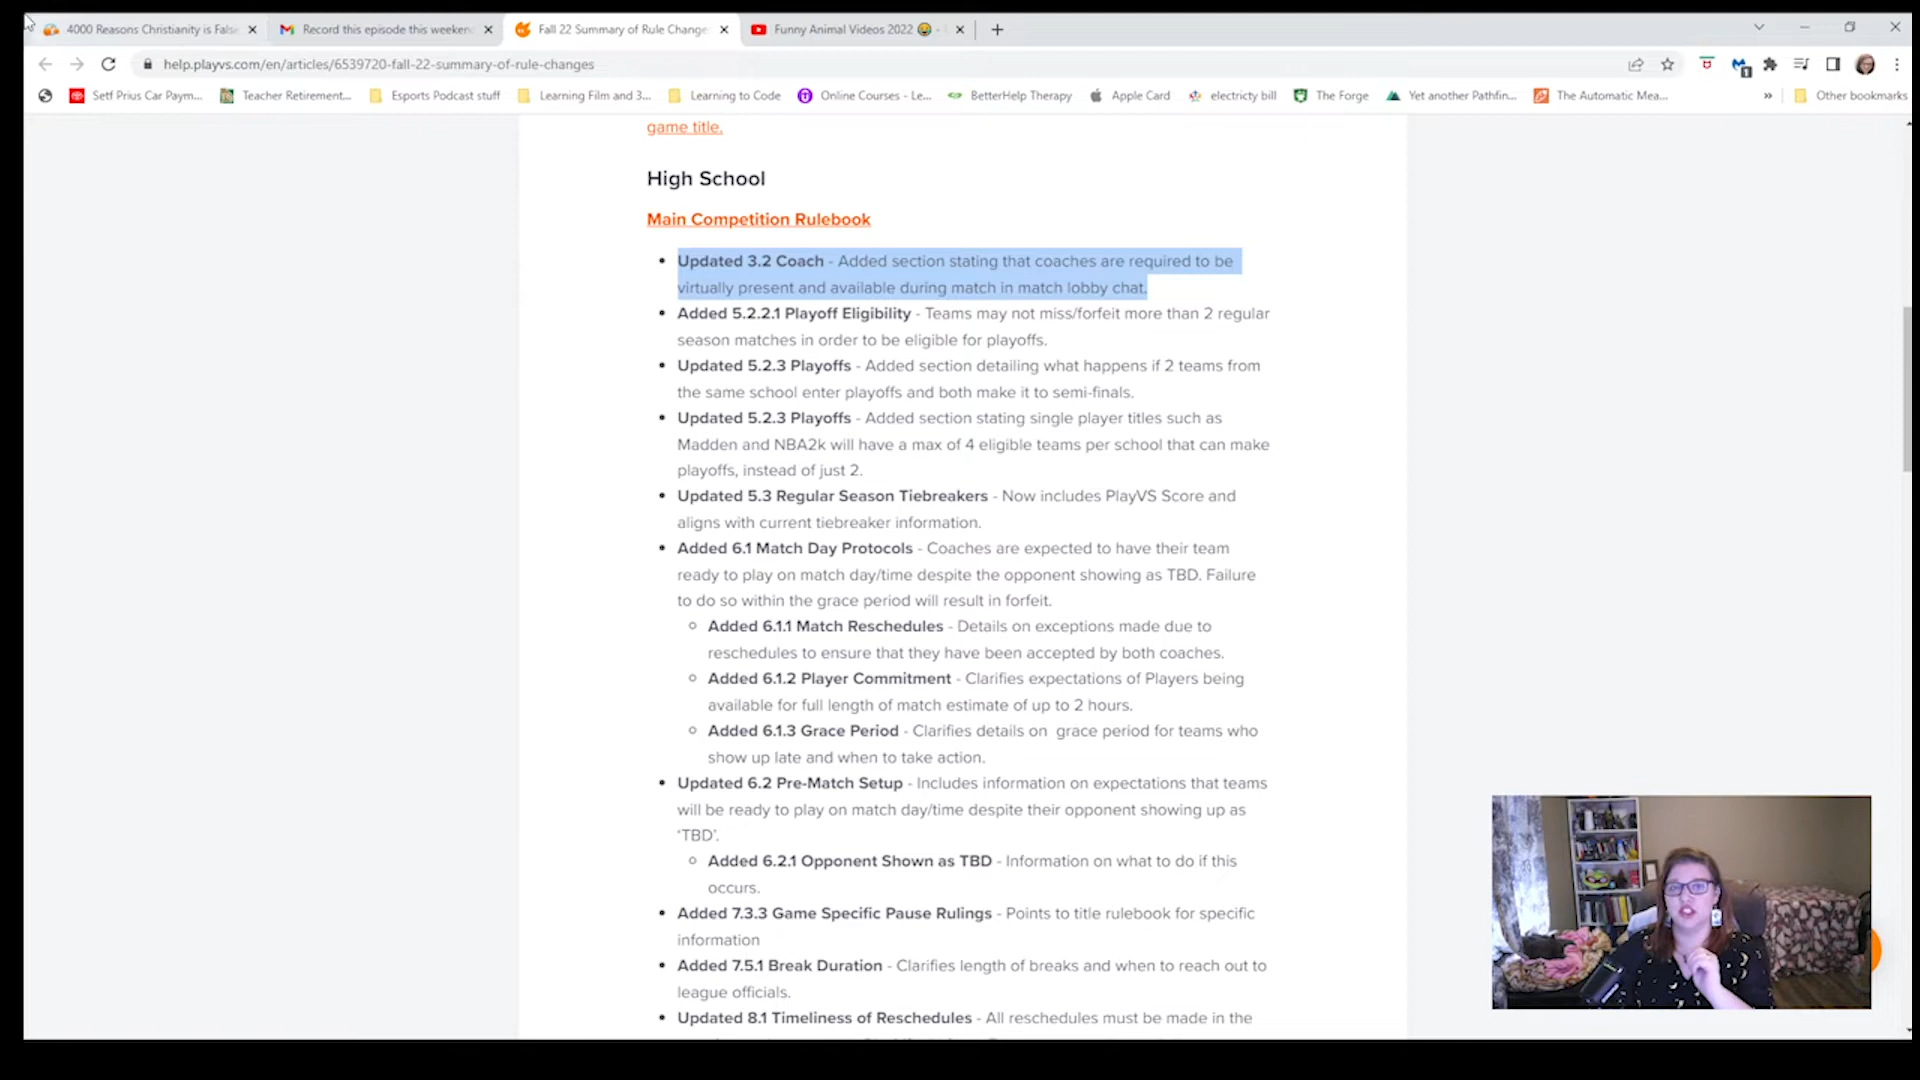 4000 Reasons Christianity is False
Record this episode this weekend
Fall 22 Summary of Rule Change
Funny Animal Videos 2022 😂 -
help.playvs.com/en/articles/6539720-fall-22-summary-of-rule-changes
Setf Prius Car Paym...
Teacher Retirement...
Esports Podcast stuff
Learning Film and 3...
Learning to Code
Online Courses - Le...
BetterHelp Therapy
Apple Card
electricty bill
The Forge
Yet another Pathfin...
The Automatic Mea...
»
Other bookmarks
game title.
High School
Main Competition Rulebook
• Updated 3.2 Coach - Added section stating that coaches are required to be
virtually present and available during match in match lobby chat.
• Added 5.2.2.1 Playoff Eligibility - Teams may not miss/forfeit more than 2 regular
season matches in order to be eligible for playoffs.
• Updated 5.2.3 Playoffs - Added section detailing what happens if 2 teams from
the same school enter playoffs and both make it to semi-finals.
• Updated 5.2.3 Playoffs - Added section stating single player titles such as
Madden and NBA2k will have a max of 4 eligible teams per school that can make
playoffs, instead of just 2.
• Updated 5.3 Regular Season Tiebreakers - Now includes PlayVS Score and
aligns with current tiebreaker information.
• Added 6.1 Match Day Protocols - Coaches are expected to have their team
ready to play on match day/time despite the opponent showing as TBD. Failure
to do so within the grace period will result in forfeit.
○ Added 6.1.1 Match Reschedules - Details on exceptions made due to
reschedules to ensure that they have been accepted by both coaches.
○ Added 6.1.2 Player Commitment - Clarifies expectations of Players being
available for full length of match estimate of up to 2 hours.
○ Added 6.1.3 Grace Period - Clarifies details on grace period for teams who
show up late and when to take action.
• Updated 6.2 Pre-Match Setup - Includes information on expectations that teams
will be ready to play on match day/time despite their opponent showing up as
‘TBD’.
○ Added 6.2.1 Opponent Shown as TBD - Information on what to do if this
occurs.
• Added 7.3.3 Game Specific Pause Rulings - Points to title rulebook for specific
information
• Added 7.5.1 Break Duration - Clarifies length of breaks and when to reach out to
league officials.
• Updated 8.1 Timeliness of Reschedules - All reschedules must be made in the